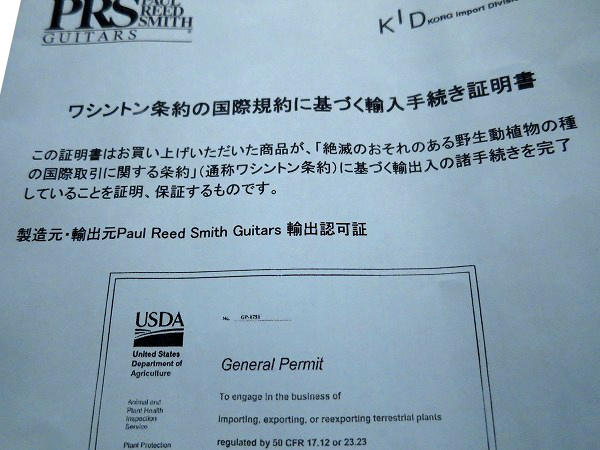 PRS PAUL REED SMITH
GUITARS
KID KORG Import Division
ワシントン条約の国際規約に基づく輸入手続き証明書
この証明書はお買い上げいただいた商品が、「絶滅のおそれのある野生動植物の種
の国際取引に関する条約」(通称ワシントン条約)に基づく輸出入の諸手続きを完了
していることを証明、保証するものです。
製造元・輸出元Paul Reed Smith Guitars 輸出認可証
USDA
United States
Department of
Agriculture
No.
General Permit
To engage in the business of
importing, exporting, or reexporting terrestrial plants
regulated by 50 CFR 17.12 or 23.23
Animal and
Plant Health
Inspection
Service
Plant Protection